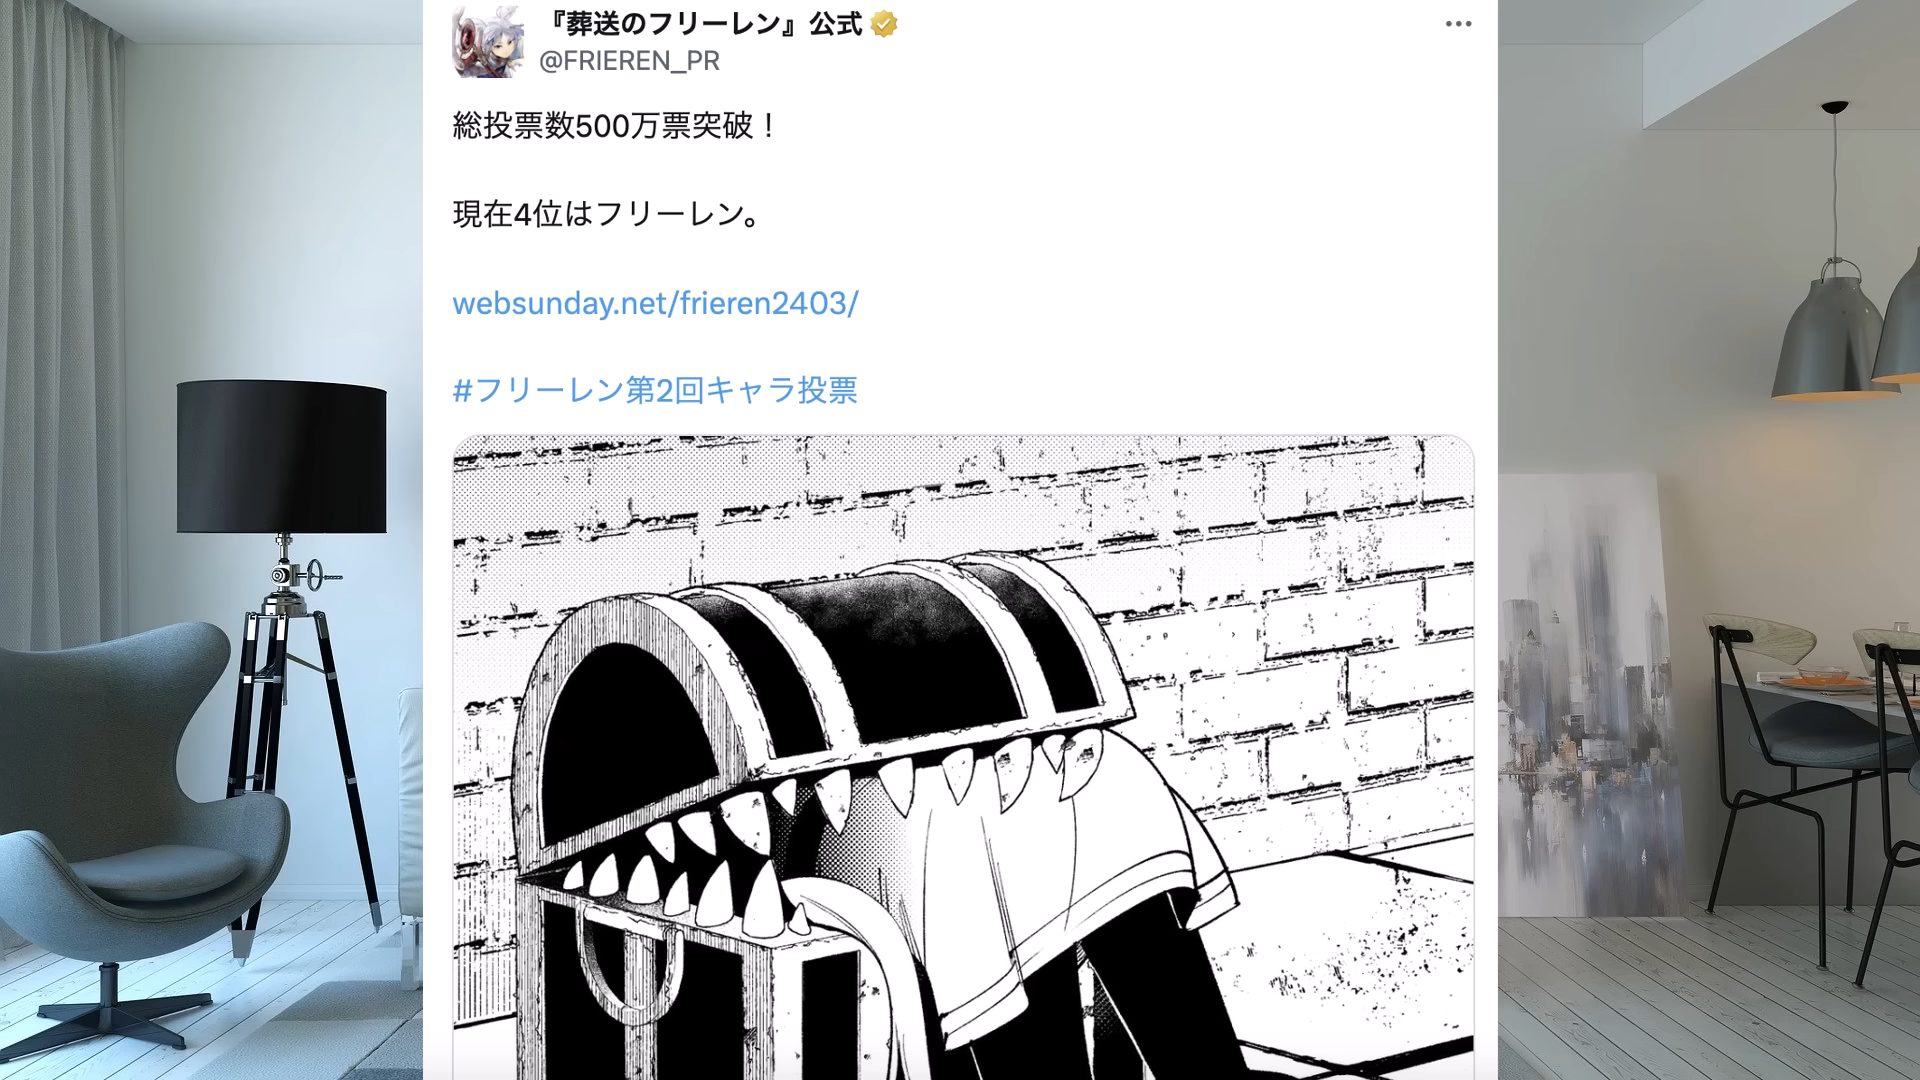 『葬送のフリーレン』公式
@FRIEREN_PR
総投票数500万票突破！
現在4位はフリーレン。
websunday.net/frieren2403/
#フリーレン第2回キャラ投票